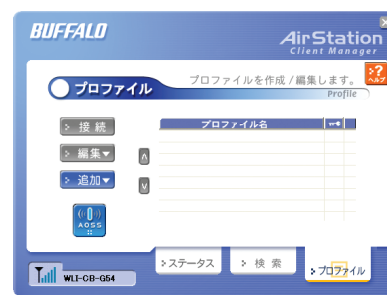 BUFFALO
AirStation
Client Manager
プロファイル
プロファイルを作成/編集します。
?
ヘルプ
Profile
接続
プロファイル名
編集▼
追加▼
AOSS
WLI-CB-G54
ステータス
検索
プロファイル